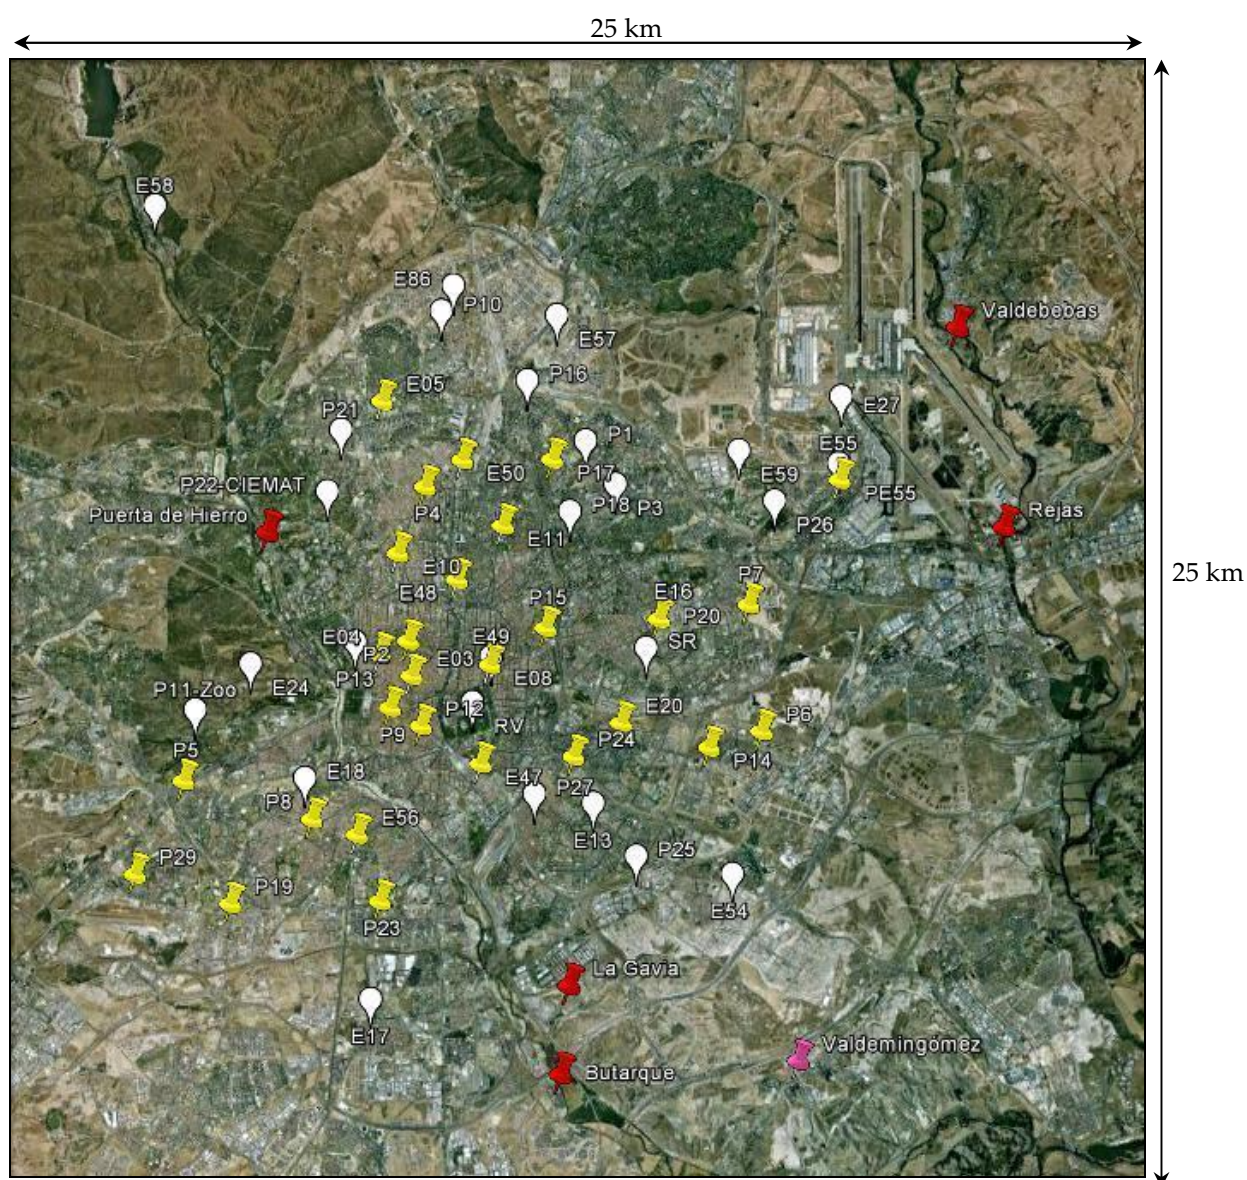 25 km
E58
E86
P10
Valdebebas
E57
P16
E05
E27
P21
P1
E55
E50
P17
E59
P22-CIEMAT
PE55
P18
P3
Puerta de Hierro
P4
Rejas
P26
E11
E10
25 km
P7
E48
E16
P15
P20
E04
E49
SR
P2
E03
P13
E08
E24
P11-Zoo
P12
E20
P6
RV
P9
P24
P5
P14
E18
E47
P27
P8
E56
E13
P25
P29
P19
E54
P23
La Gavia
E17
Valdemingómez
Butarque